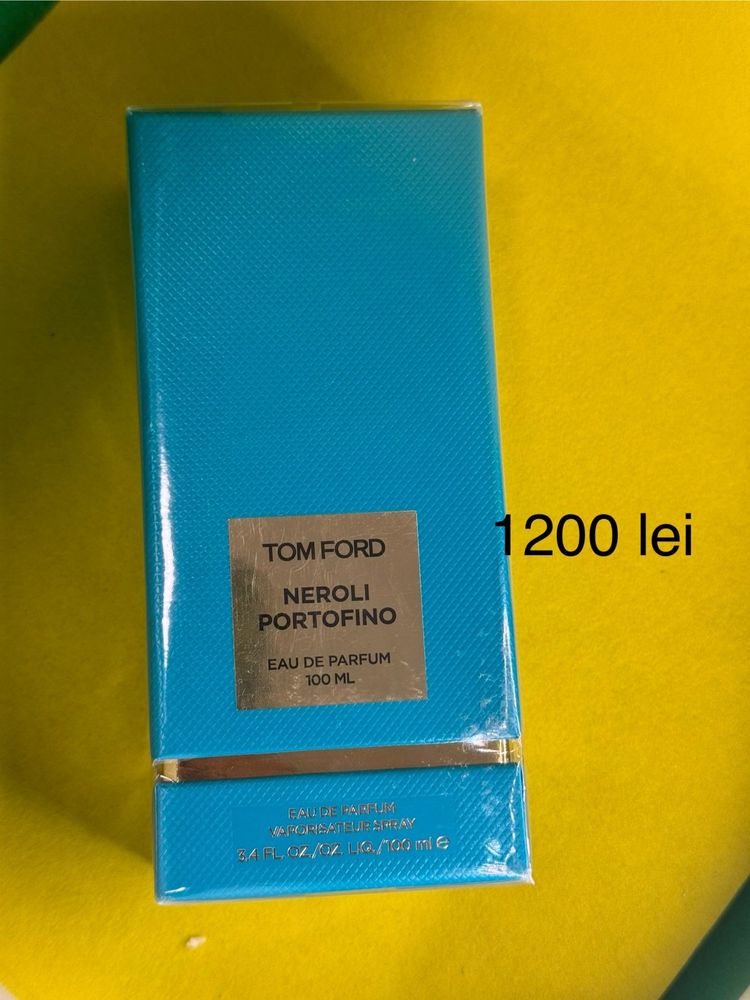 TOM FORD
NEROLI
PORTOFINO
EAU DE PARFUM
100 ML
1200 lei
EAU DE PARFUM
VAPORISATEUR SPRAY
3.4 FL. OZ./OZ. LIQ./100 ml e